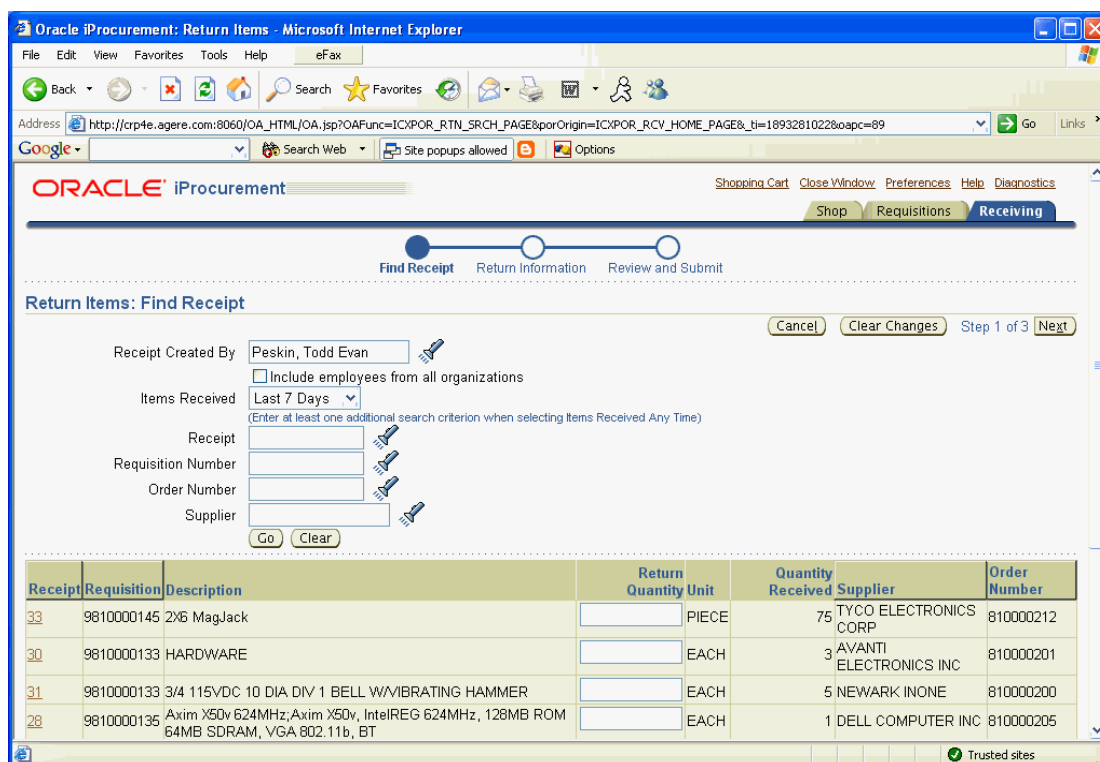 Oracle iProcurement: Return Items - Microsoft Internet Explorer
File Edit View Favorites Tools Help eFax
Back Search Favorites
Address http://crp4e.agere.com:8060/OA_HTML/OA.jsp?OAFunc=ICXPOR_RTN_SRCH_PAGE&porOrigin=ICXPOR_RCV_HOME_PAGE&_ti=1893281022&oapc=89 Go Links
Google Search Web Site popups allowed Options
ORACLE iProcurement Shopping Cart Close Window Preferences Help Diagnostics
Shop Requisitions Receiving
Find Receipt Return Information Review and Submit
Return Items: Find Receipt
Cancel Clear Changes Step 1 of 3 Next
Receipt Created By Peskin, Todd Evan
Include employees from all organizations
Items Received Last 7 Days
(Enter at least one additional search criterion when selecting Items Received Any Time)
Receipt
Requisition Number
Order Number
Supplier
Go Clear
Receipt Requisition Description Return Quantity Unit Quantity Received Supplier Order Number
33 9810000145 2X6 MagJack PIECE 75 TYCO ELECTRONICS CORP 810000212
30 9810000133 HARDWARE EACH 3 AVANTI ELECTRONICS INC 810000201
31 9810000133 3/4 115VDC 10 DIA DIV 1 BELL W/VIBRATING HAMMER EACH 5 NEWARK INONE 810000200
28 9810000135 Axim X50v 624MHz;Axim X50v, IntelREG 624MHz, 128MB ROM 64MB SDRAM, VGA 802.11b, BT EACH 1 DELL COMPUTER INC 810000205
Trusted sites